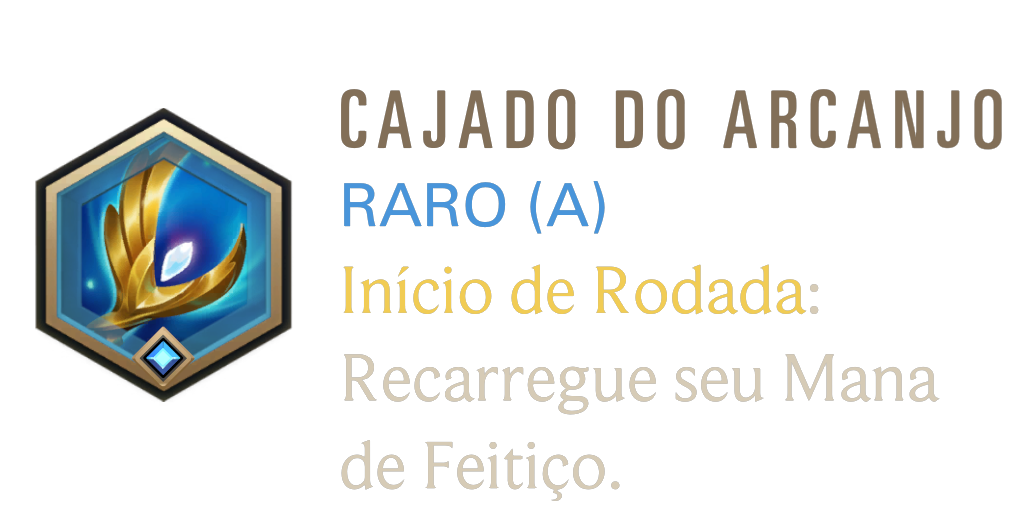 CAJADO DO ARCANJO
RARO (A)
Início de Rodada:
Recarregue seu Mana
de Feitiço.